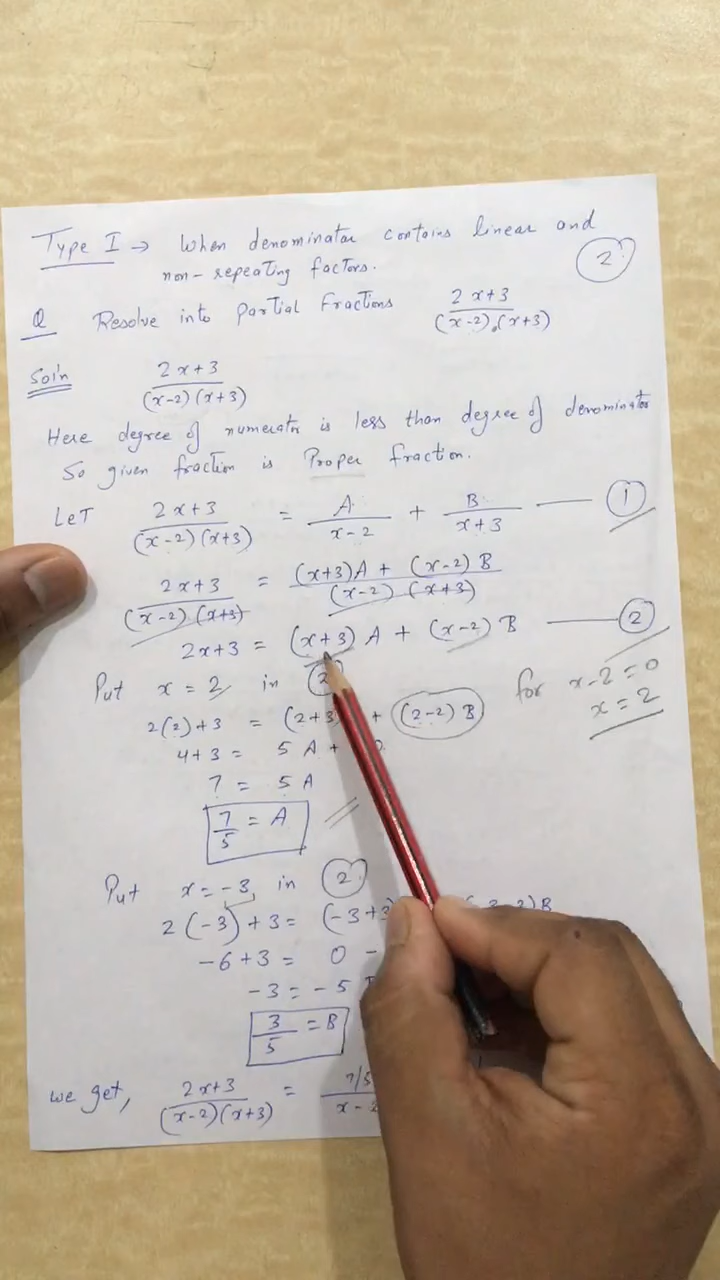 Type I → When denominator contains linear and
non-repeating factors.
2
Q Resolve into Partial Fractions (2x+3)/((x-2).(x+3))
Sol'n (2x+3)/((x-2)(x+3))
Here degree of numerator is less than degree of denominator
So given fraction is Proper fraction.
LeT (2x+3)/((x-2)(x+3)) = A/(x-2) + B/(x+3) — 1
(2x+3)/((x-2)(x+3)) = ((x+3)A + (x-2)B)/((x-2)(x+3))
2x+3 = (x+3)A + (x-2)B — 2
Put x = 2 in (2)
for x-2=0
x=2
2(2)+3 = (2+3) + (2-2)B
4+3 = 5A +
7 = 5A
7/5 = A
Put x=-3 in (2)
2(-3)+3 = (-3+3) B
-6+3 = 0 -
-3 = -5
3/5 = B
we get, (2x+3)/((x-2)(x+3)) = 7/5 / x-